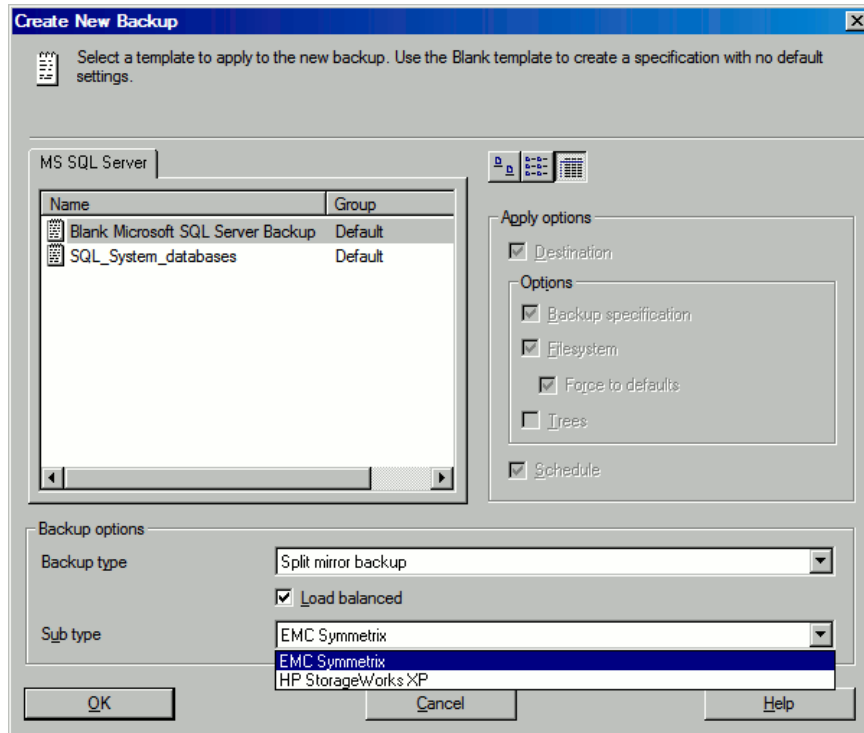 Create New Backup
Select a template to apply to the new backup. Use the Blank template to create a specification with no default
settings.
MS SQL Server
Name Group
Blank Microsoft SQL Server Backup Default
SQL_System_databases Default
Apply options
Destination
Options
Backup specification
Filesystem
Force to defaults
Trees
Schedule
Backup options
Backup type Split mirror backup
Load balanced
Sub type EMC Symmetrix
EMC Symmetrix
HP StorageWorks XP
OK Cancel Help